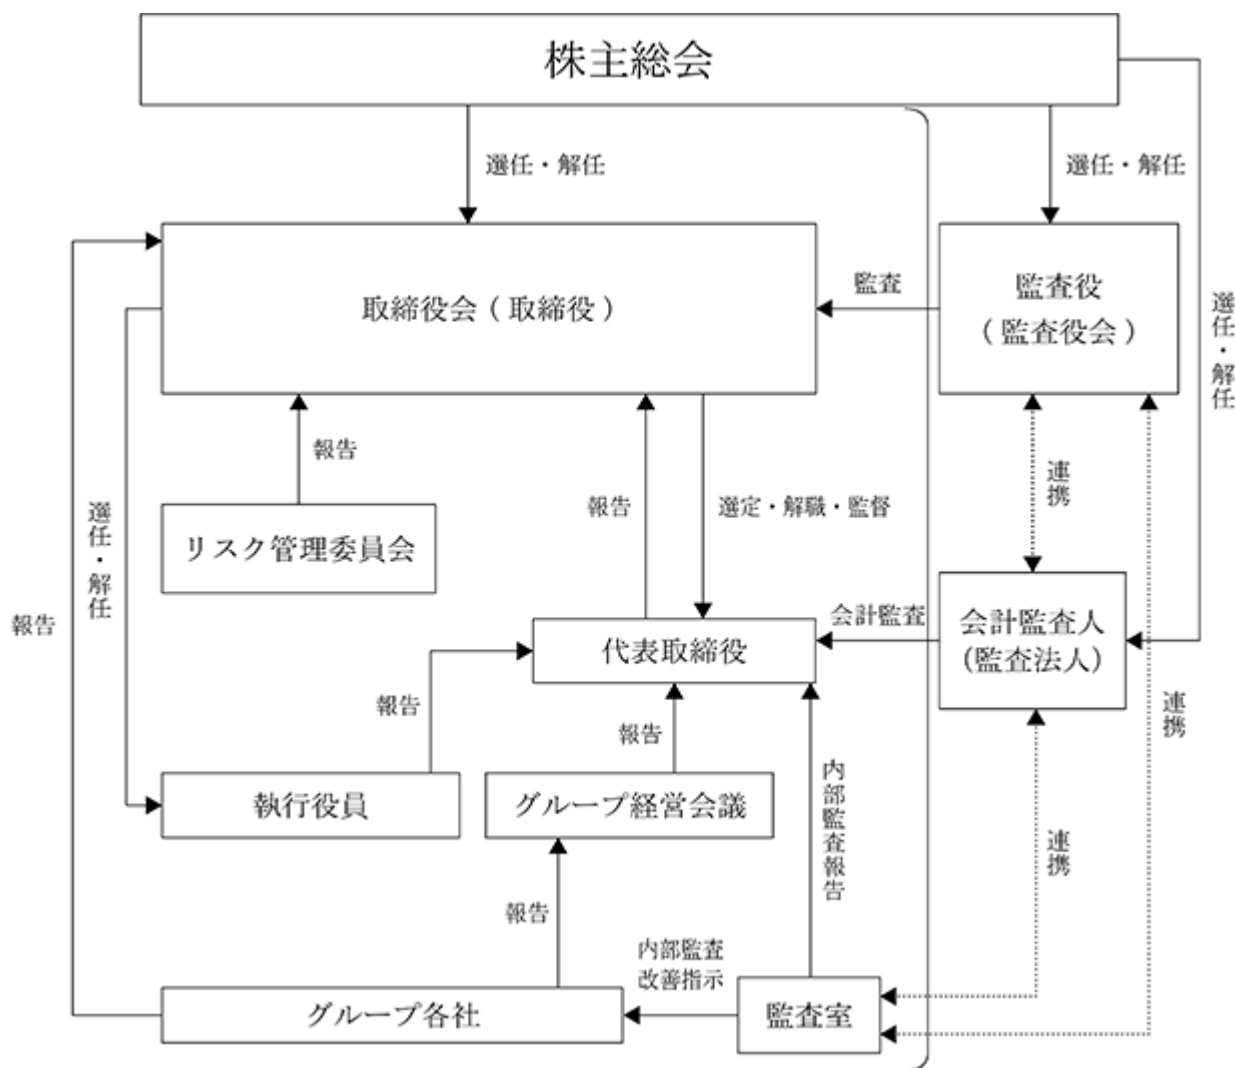 株主総会
選任・解任
選任・解任
取締役会（取締役）
監査
監査役
（監査役会）
選任・解任
報告
報告
選定・解職・監督
連携
リスク管理委員会
選任・解任
報告
代表取締役
会計監査
会計監査人
（監査法人）
報告
報告
連携
執行役員
グループ経営会議
内部監査報告
連携
報告
内部監査
改善指示
グループ各社
監査室